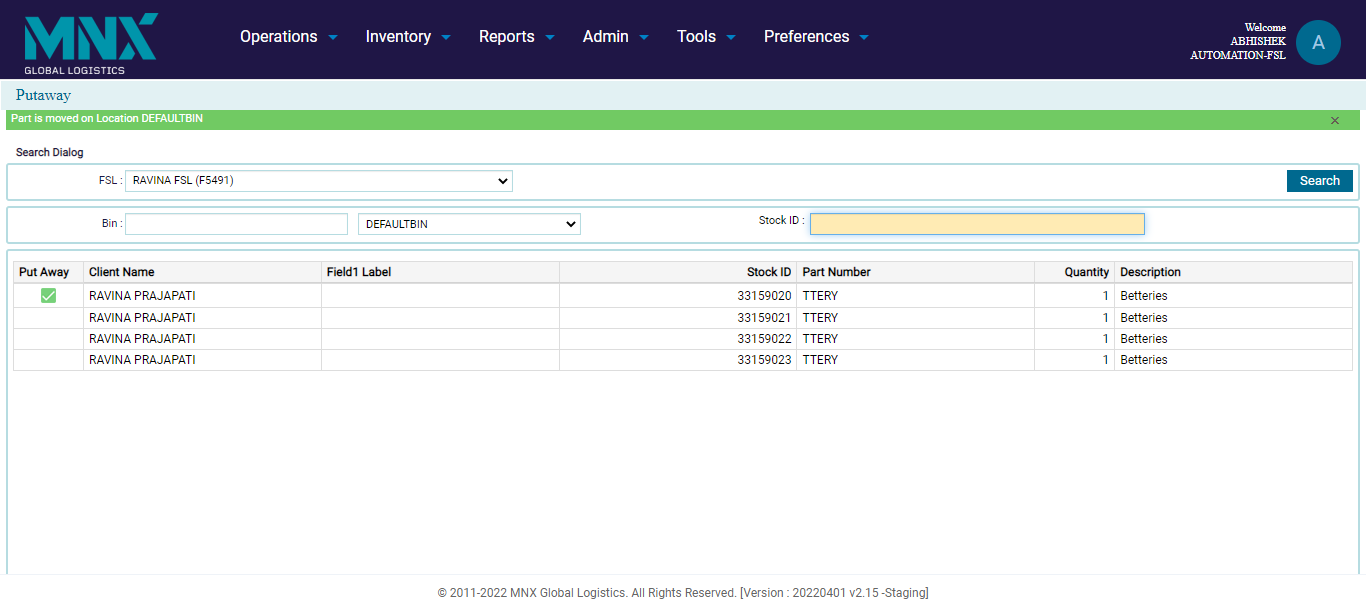 MNX
GLOBAL LOGISTICS
Operations Inventory Reports Admin Tools Preferences
Welcome
ABHISHEK
AUTOMATION-FSL
A
Putaway
Part is moved on Location DEFAULTBIN
×
Search Dialog
FSL : RAVINA FSL (F5491) Search
Bin : DEFAULTBIN Stock ID :
Put Away Client Name Field1 Label Stock ID Part Number Quantity Description
RAVINA PRAJAPATI 33159020 TTERY 1 Betteries
RAVINA PRAJAPATI 33159021 TTERY 1 Betteries
RAVINA PRAJAPATI 33159022 TTERY 1 Betteries
RAVINA PRAJAPATI 33159023 TTERY 1 Betteries
© 2011-2022 MNX Global Logistics. All Rights Reserved. [Version : 20220401 v2.15 -Staging]